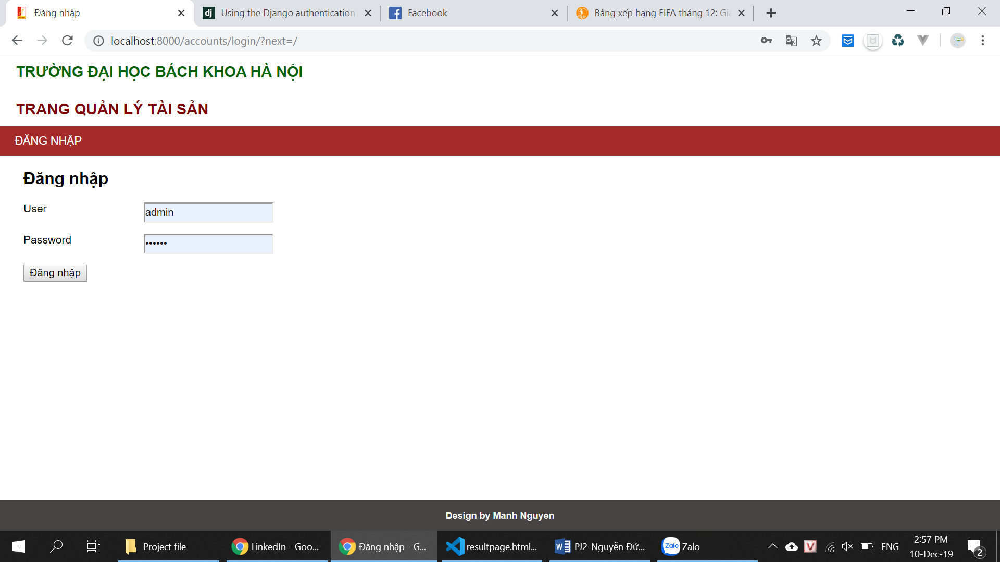 Đăng nhập
Using the Django authentication
Facebook
Bảng xếp hạng FIFA tháng 12: Giả
localhost:8000/accounts/login/?next=/
TRƯỜNG ĐẠI HỌC BÁCH KHOA HÀ NỘI
TRANG QUẢN LÝ TÀI SẢN
ĐĂNG NHẬP
Đăng nhập
User
admin
Password
••••••
Đăng nhập
Design by Manh Nguyen
Project file
LinkedIn - Goo...
Đăng nhập - G...
resultpage.html...
PJ2-Nguyễn Đứ...
Zalo
Zalo
ENG
2:57 PM
10-Dec-19
2